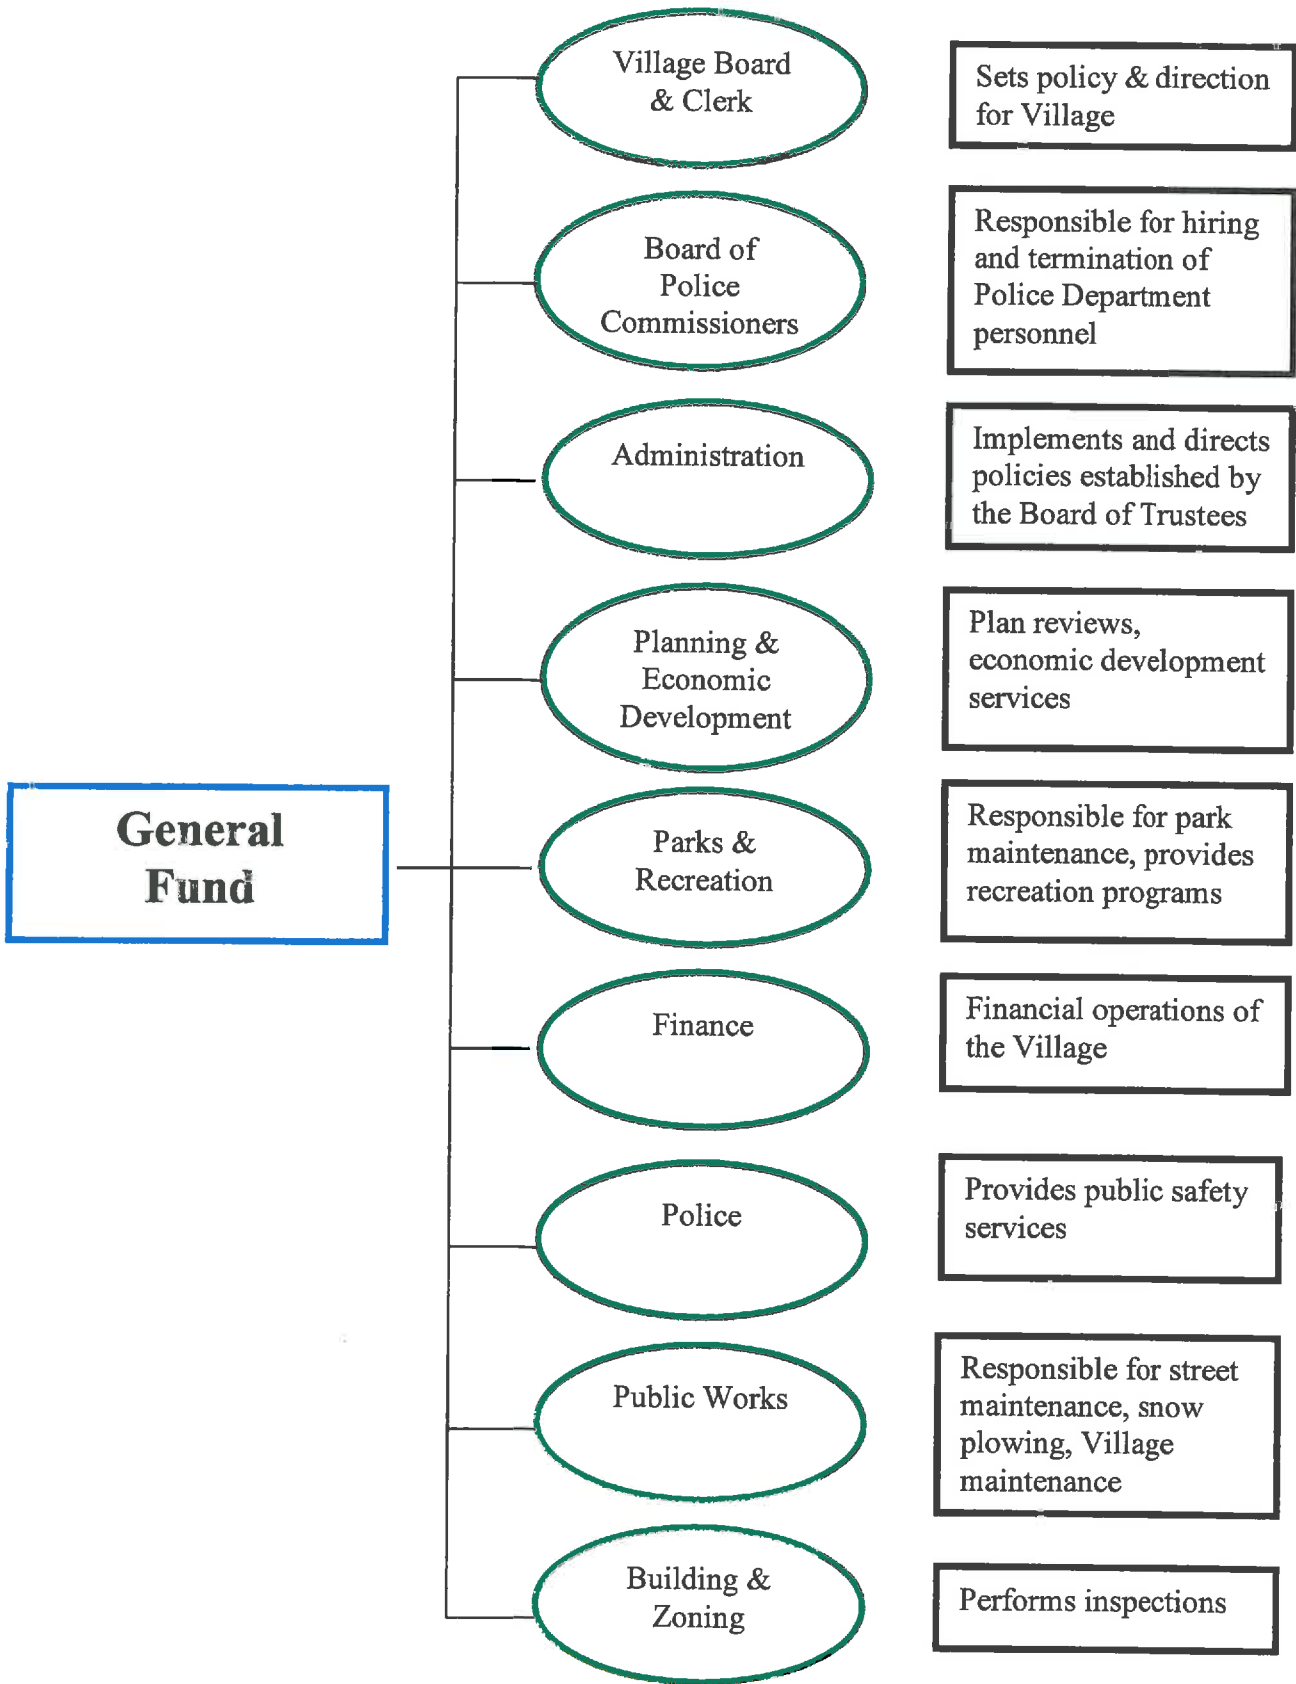 Village Board
& Clerk
Sets policy & direction
for Village
Board of
Police
Commissioners
Responsible for hiring
and termination of
Police Department
personnel
Administration
Implements and directs
policies established by
the Board of Trustees
Planning &
Economic
Development
Plan reviews,
economic development
services
General
Fund
Parks &
Recreation
Responsible for park
maintenance, provides
recreation programs
Finance
Financial operations of
the Village
Police
Provides public safety
services
Public Works
Responsible for street
maintenance, snow
plowing, Village
maintenance
Building &
Zoning
Performs inspections